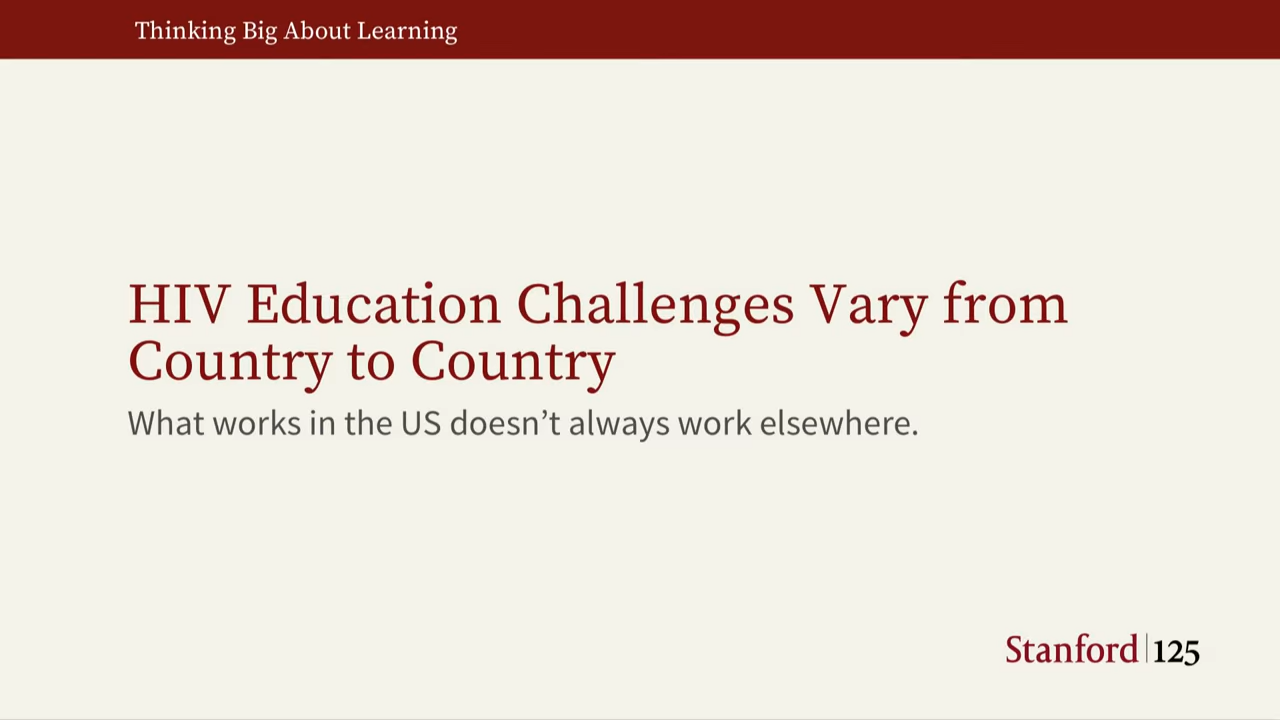 Thinking Big About Learning
HIV Education Challenges Vary from
Country to Country
What works in the US doesn’t always work elsewhere.
Stanford 125